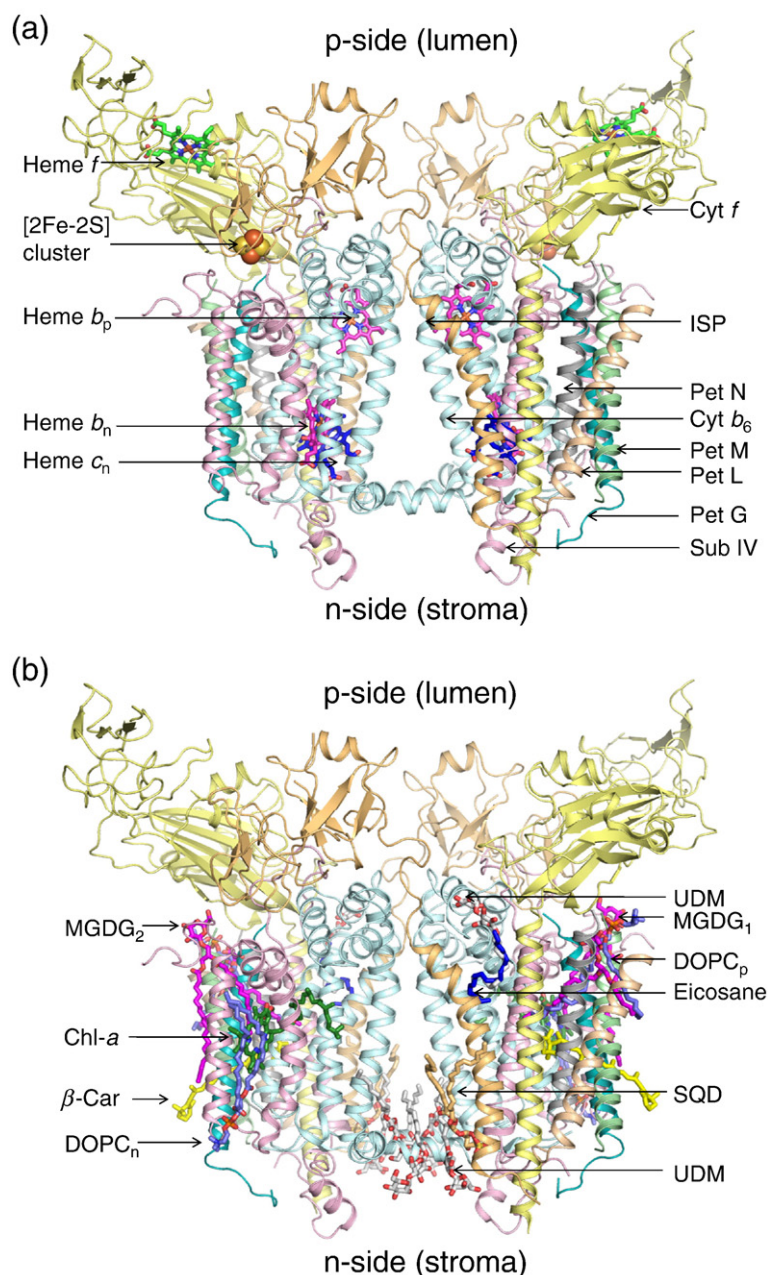 (a)
p-side (lumen)
Heme f
[2Fe-2S]
cluster
Heme bp
Heme bn
Heme cn
Cyt f
ISP
Pet N
Cyt b6
Pet M
Pet L
Pet G
Sub IV
n-side (stroma)
(b)
p-side (lumen)
MGDG2
Chl-a
β-Car
DOPCn
UDM
MGDG1
DOPCp
Eicosane
SQD
UDM
n-side (stroma)